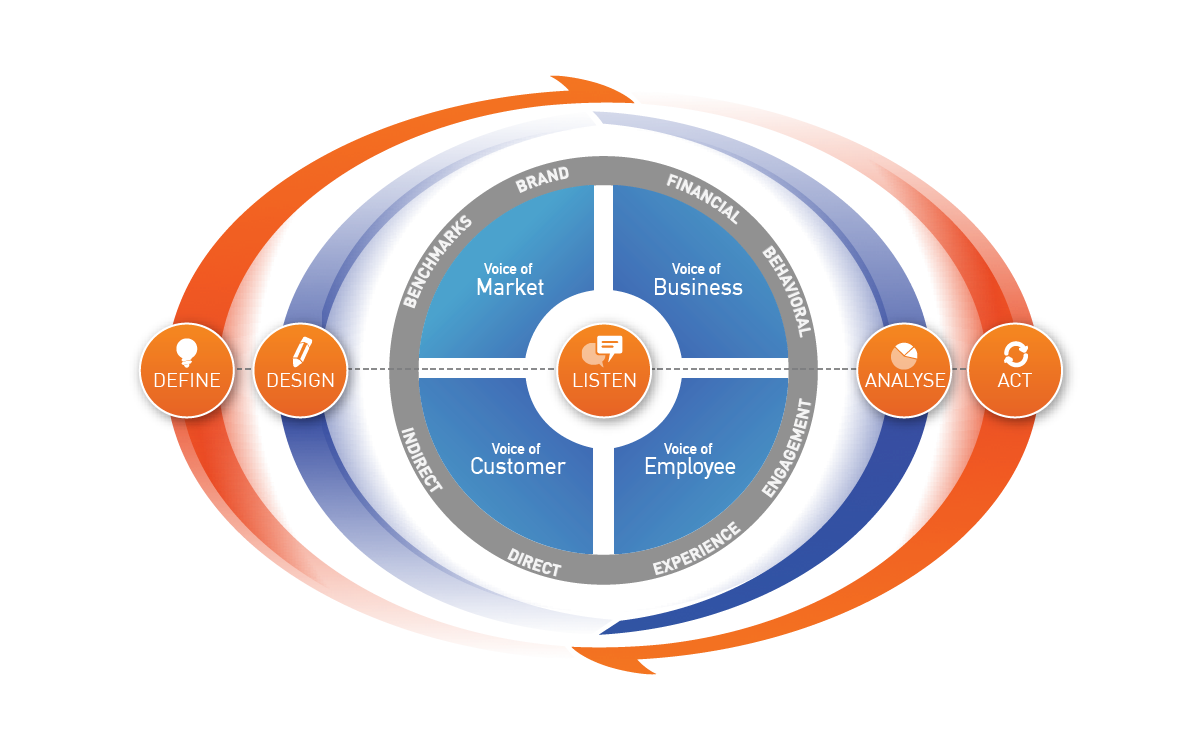 BRAND
FINANCIAL
BENCHMARKS
BEHAVIORAL
Voice of
Market
Voice of
Business
DEFINE
DESIGN
LISTEN
ANALYSE
ACT
Voice of
Customer
Voice of
Employee
INDIRECT
ENGAGEMENT
DIRECT
EXPERIENCE